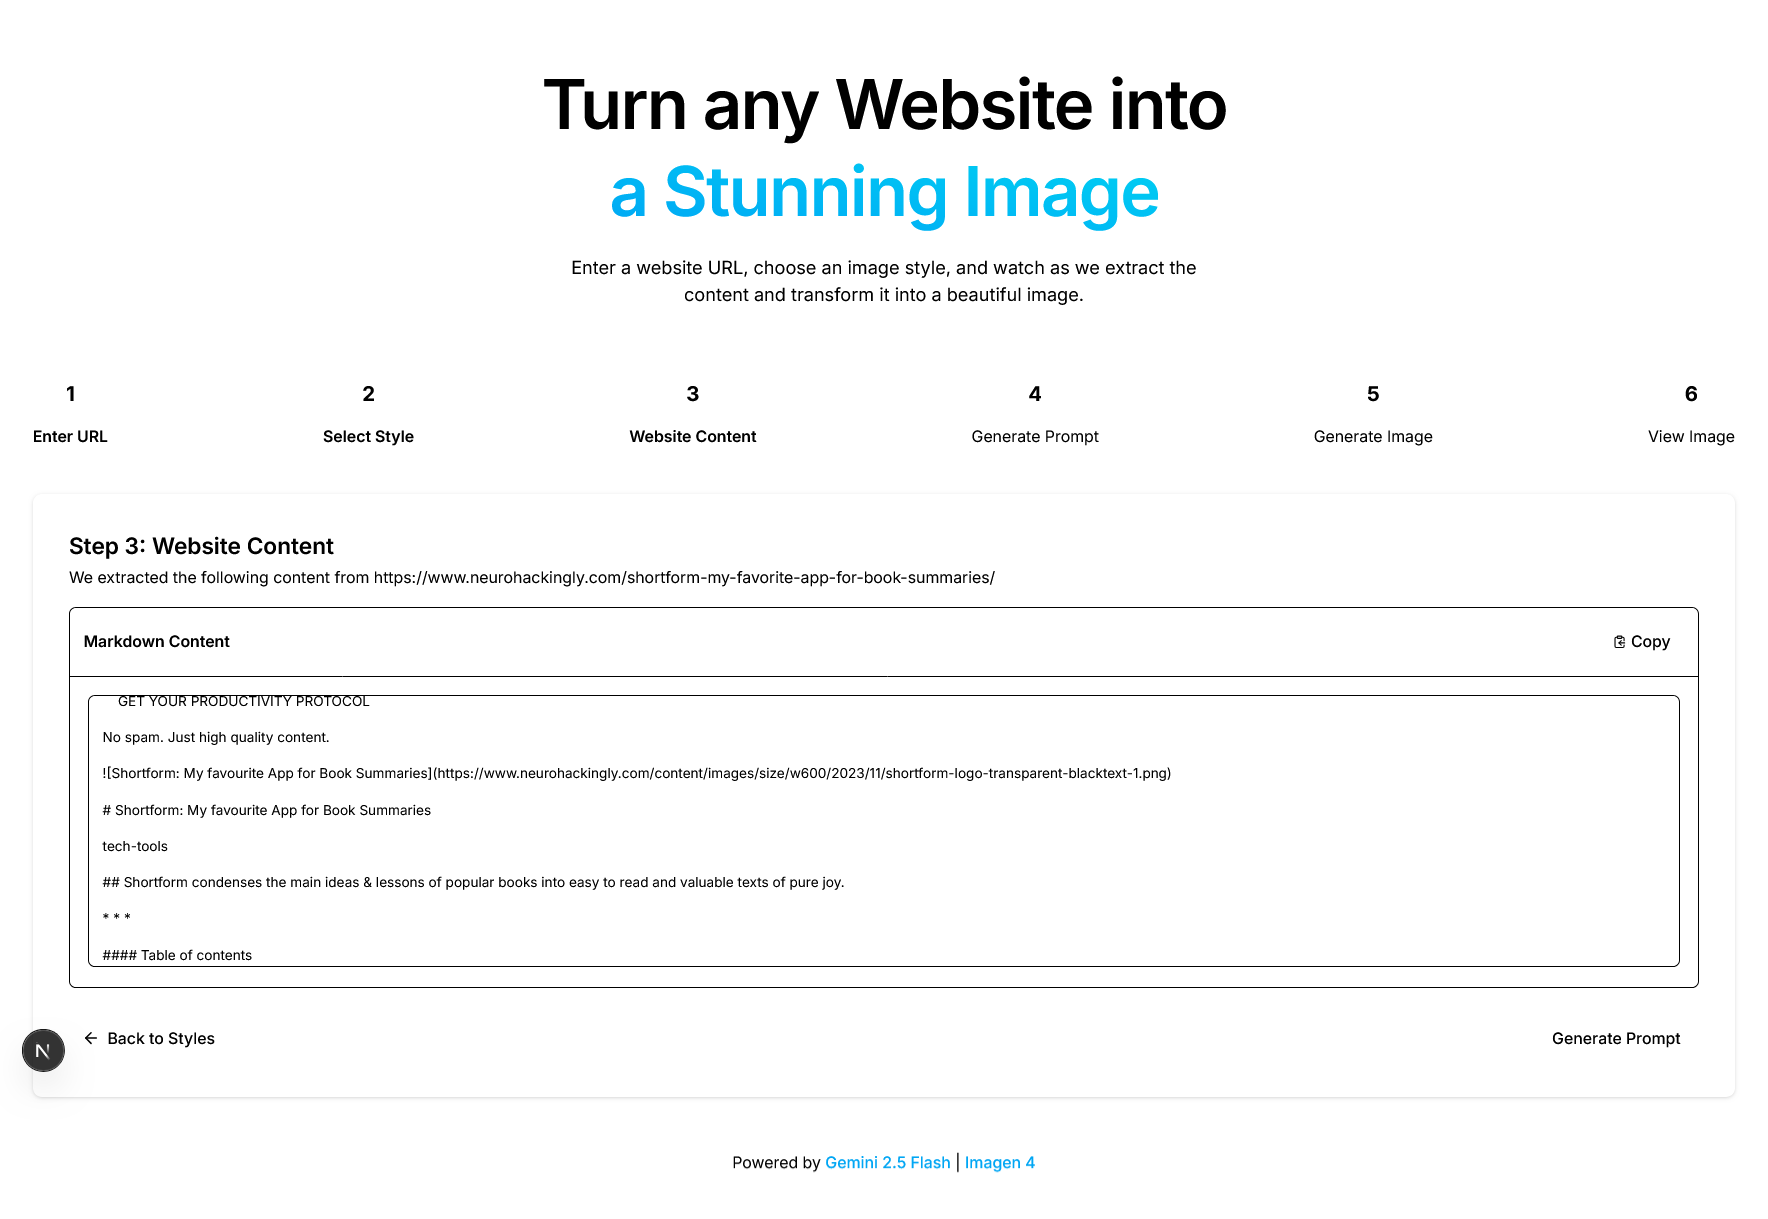 Turn any Website into
a Stunning Image
Enter a website URL, choose an image style, and watch as we extract the
content and transform it into a beautiful image.
1
Enter URL
2
Select Style
3
Website Content
4
Generate Prompt
5
Generate Image
6
View Image
Step 3: Website Content
We extracted the following content from https://www.neurohackingly.com/shortform-my-favorite-app-for-book-summaries/
Markdown Content
Copy
GET YOUR PRODUCTIVITY PROTOCOL
No spam. Just high quality content.
![Shortform: My favourite App for Book Summaries](https://www.neurohackingly.com/content/images/size/w600/2023/11/shortform-logo-transparent-blacktext-1.png)
# Shortform: My favourite App for Book Summaries
tech-tools
## Shortform condenses the main ideas & lessons of popular books into easy to read and valuable texts of pure joy.
* * *
#### Table of contents
← Back to Styles
Generate Prompt
N
Powered by Gemini 2.5 Flash | Imagen 4